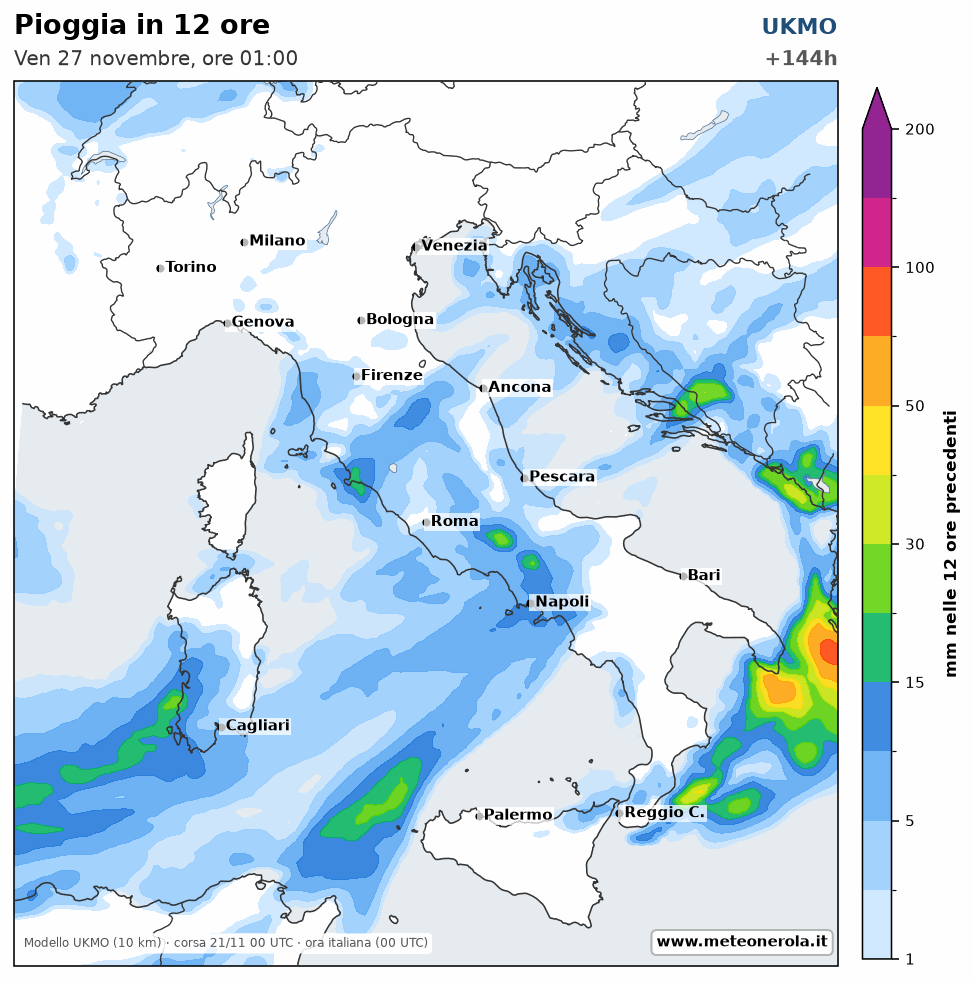 Pioggia in 12 ore
UKMO
Ven 27 novembre, ore 01:00
+144h
200
100
50
30
15
5
1
mm nelle 12 ore precedenti
Milano
Venezia
Torino
Genova
Bologna
Firenze
Ancona
Pescara
Roma
Bari
Napoli
Cagliari
Palermo
Reggio C.
Modello UKMO (10 km) · corsa 21/11 00 UTC · ora italiana (00 UTC)
www.meteonerola.it